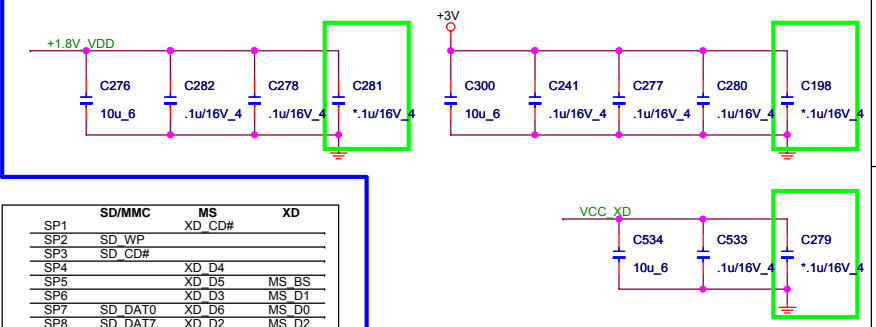 +3V
+1.8V_VDD
C276 C282 C278 C281 C300 C241 C277 C280 C198
10u_6 .1u/16V_4 .1u/16V_4 *.1u/16V_4 10u_6 .1u/16V_4 .1u/16V_4 .1u/16V_4 *.1u/16V_4
VCC_XD
C534 C533 C279
10u_6 .1u/16V_4 *.1u/16V_4
SD/MMC MS XD
SP1 XD_CD#
SP2 SD_WP
SP3 SD_CD#
SP4 XD_D4
SP5 XD_D5 MS_BS
SP6 XD_D3 MS_D1
SP7 SD_DAT0 XD_D6 MS_D0
SP8 SD_DAT7 XD_D2 MS_D2